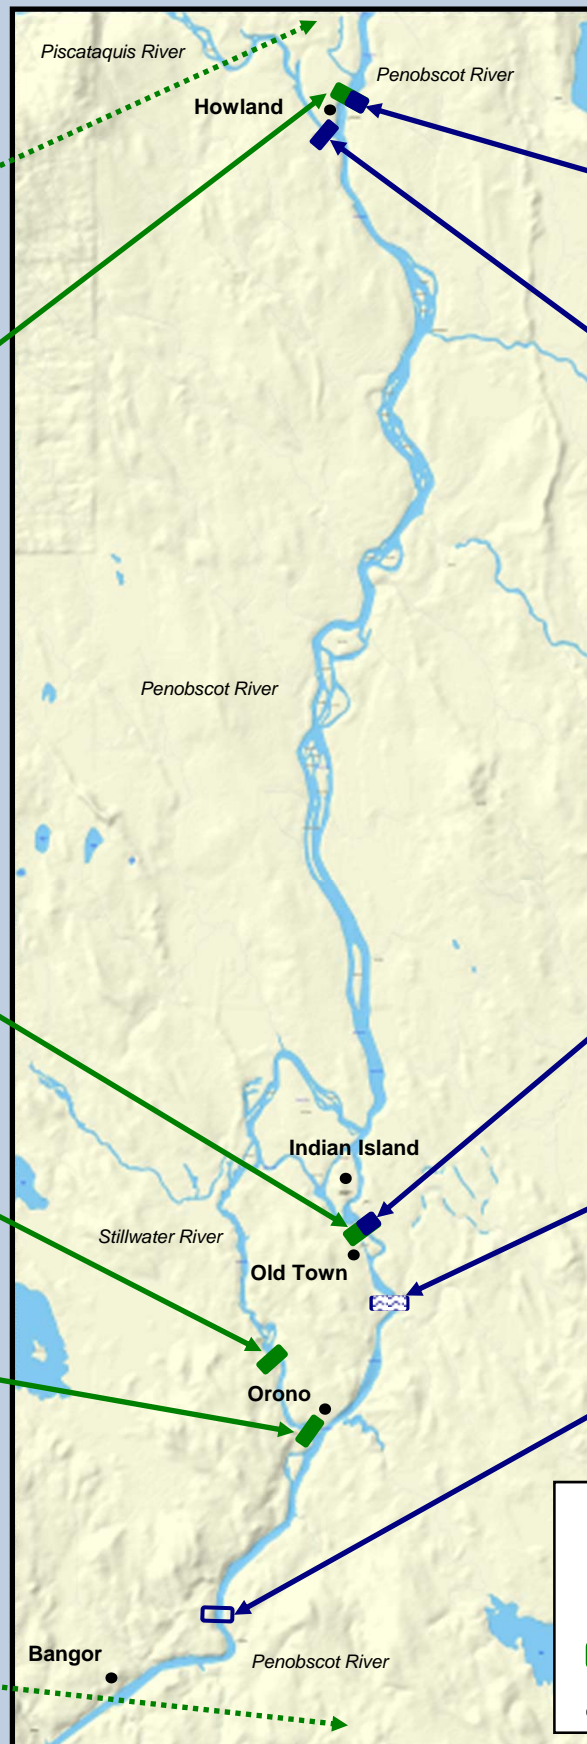 Piscataquis River
Penobscot River
Howland
Penobscot River
Indian Island
Stillwater River
Old Town
Orono
Bangor
Penobscot River